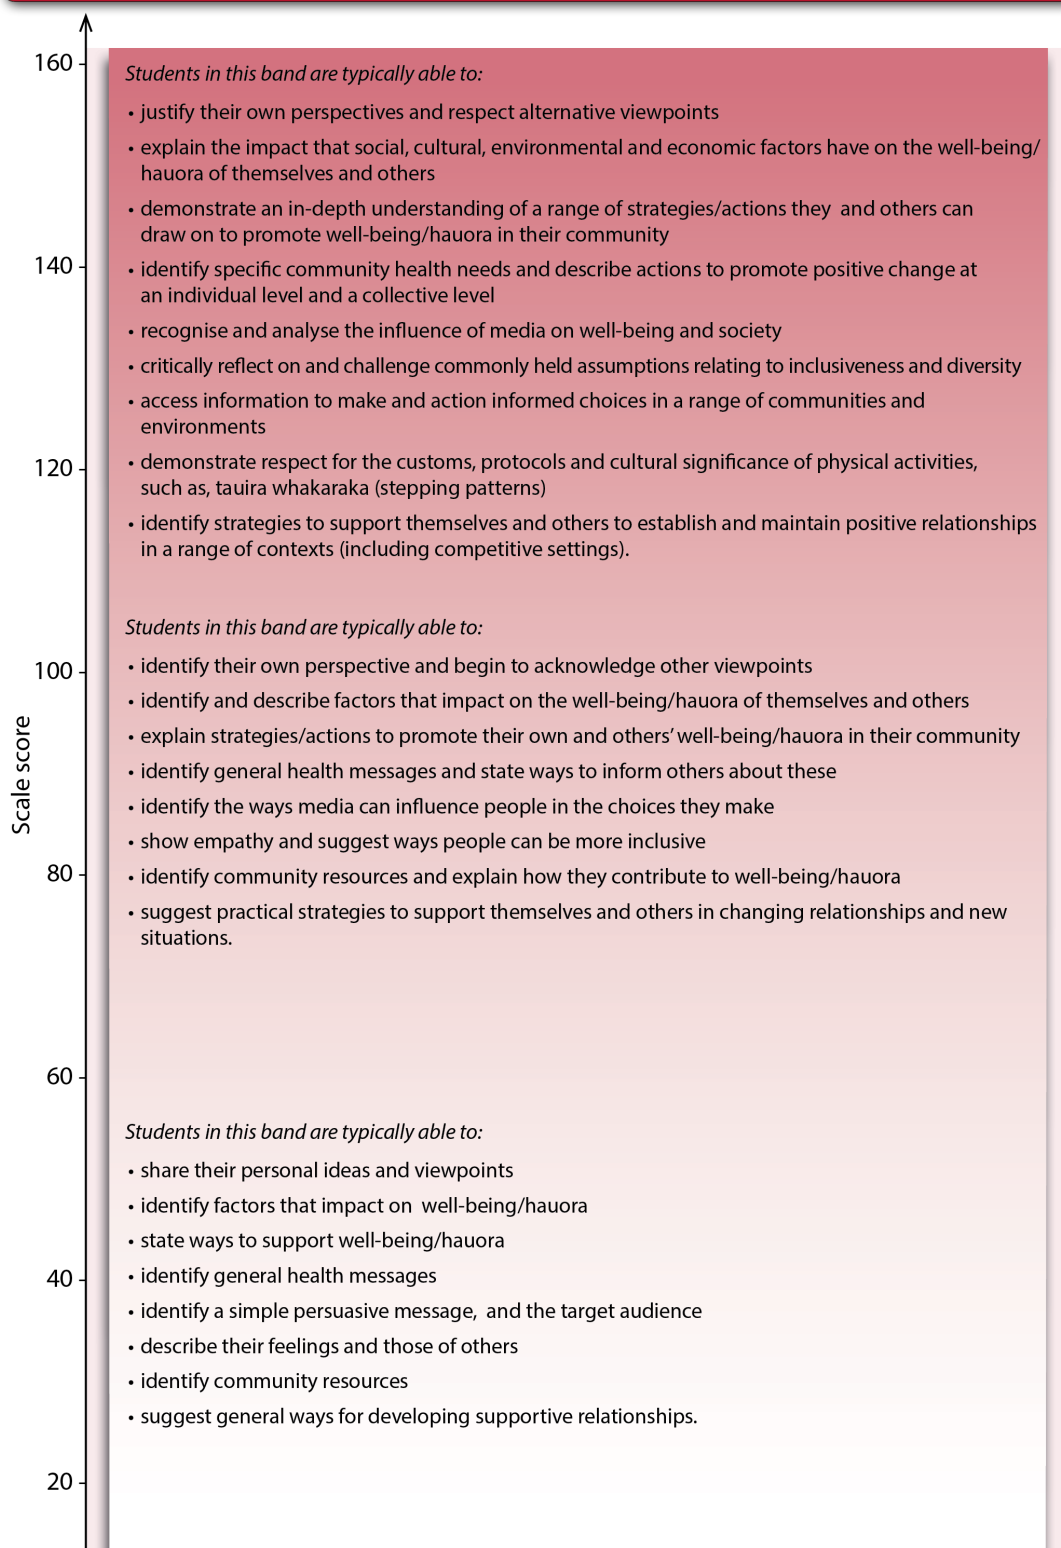 160
Students in this band are typically able to:
• justify their own perspectives and respect alternative viewpoints
• explain the impact that social, cultural, environmental and economic factors have on the well-being/
hauora of themselves and others
• demonstrate an in-depth understanding of a range of strategies/actions they  and others can
draw on to promote well-being/hauora in their community
140
• identify specific community health needs and describe actions to promote positive change at
an individual level and a collective level
• recognise and analyse the influence of media on well-being and society
• critically reflect on and challenge commonly held assumptions relating to inclusiveness and diversity
• access information to make and action informed choices in a range of communities and
environments
120
• demonstrate respect for the customs, protocols and cultural significance of physical activities,
such as, tauira whakaraka (stepping patterns)
• identify strategies to support themselves and others to establish and maintain positive relationships
in a range of contexts (including competitive settings).
Students in this band are typically able to:
100
• identify their own perspective and begin to acknowledge other viewpoints
• identify and describe factors that impact on the well-being/hauora of themselves and others
• explain strategies/actions to promote their own and others’ well-being/hauora in their community
Scale score
• identify general health messages and state ways to inform others about these
• identify the ways media can influence people in the choices they make
• show empathy and suggest ways people can be more inclusive
80
• identify community resources and explain how they contribute to well-being/hauora
• suggest practical strategies to support themselves and others in changing relationships and new
situations.
60
Students in this band are typically able to:
• share their personal ideas and viewpoints
• identify factors that impact on  well-being/hauora
• state ways to support well-being/hauora
40
• identify general health messages
• identify a simple persuasive message,  and the target audience
• describe their feelings and those of others
• identify community resources
• suggest general ways for developing supportive relationships.
20